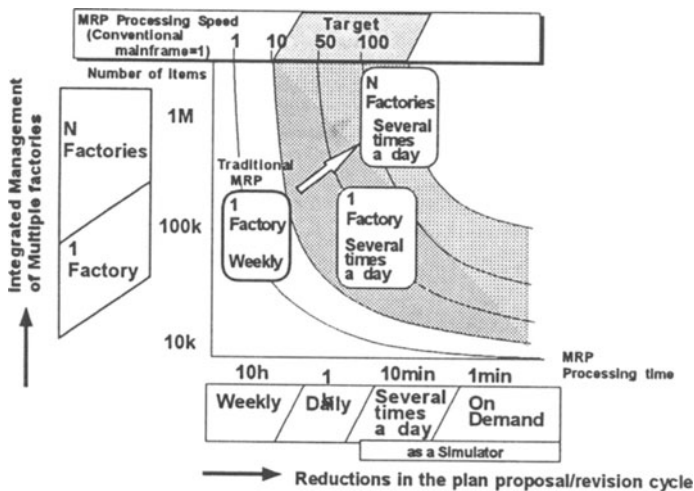 MRP Processing Speed
(Conventional
mainframe=1)
Target
1
10
50
100
Number of Items
1M
100k
10k
Integrated Management
of Multiple factories
N
Factories
1
Factory
Traditional
MRP
1
Factory
Weekly
1
Factory
Several
times
a day
N
Factories
Several
times
a day
MRP
Processing time
10h
1
h
10min
1min
Weekly
Daily
Several
times
a day
On
Demand
as a Simulator
Reductions in the plan proposal/revision cycle